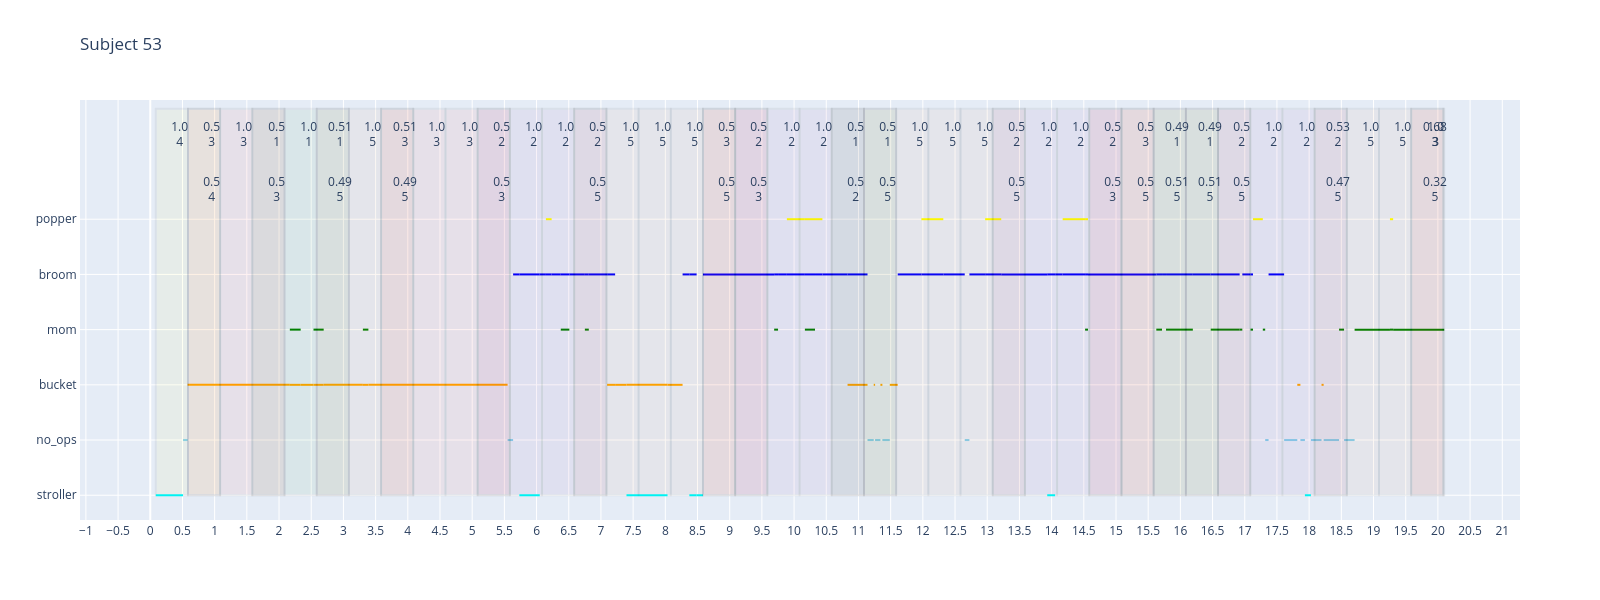 Subject 53
1.0 0.5 1.0 0.5 1.0 0.51 1.0 0.51 1.0 1.0 0.5 1.0 1.0 0.5 1.0 1.0 1.0 0.5 0.5 1.0 1.0 0.5 0.5 1.0 1.0 1.0 0.5 1.0 1.0 0.5 0.5 0.49 0.49 0.5 1.0 1.0 0.53 1.0 1.0
4 3 3 1 1 1 5 3 3 3 2 2 2 2 5 5 5 3 2 2 2 1 1 5 5 5 2 2 2 2 3 1 1 2 2 2 2 5 5
0.5 0.5 0.49 0.49 0.5 0.5 0.5 0.5 0.5 0.5 0.5 0.5 0.5 0.51 0.51 0.5 0.47 0.32
4 3 5 5 3 5 5 3 2 5 5 3 5 5 5 5 5 5
popper
broom
mom
bucket
no_ops
stroller
−1 −0.5 0 0.5 1 1.5 2 2.5 3 3.5 4 4.5 5 5.5 6 6.5 7 7.5 8 8.5 9 9.5 10 10.5 11 11.5 12 12.5 13 13.5 14 14.5 15 15.5 16 16.5 17 17.5 18 18.5 19 19.5 20 20.5 21